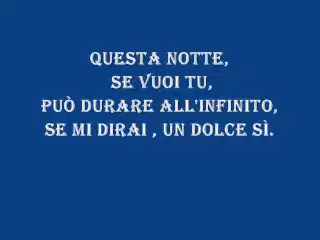 QUESTA NOTTE,
SE VUOI TU,
PUÒ DURARE ALL'INFINITO,
SE MI DIRAI , UN DOLCE SÌ.